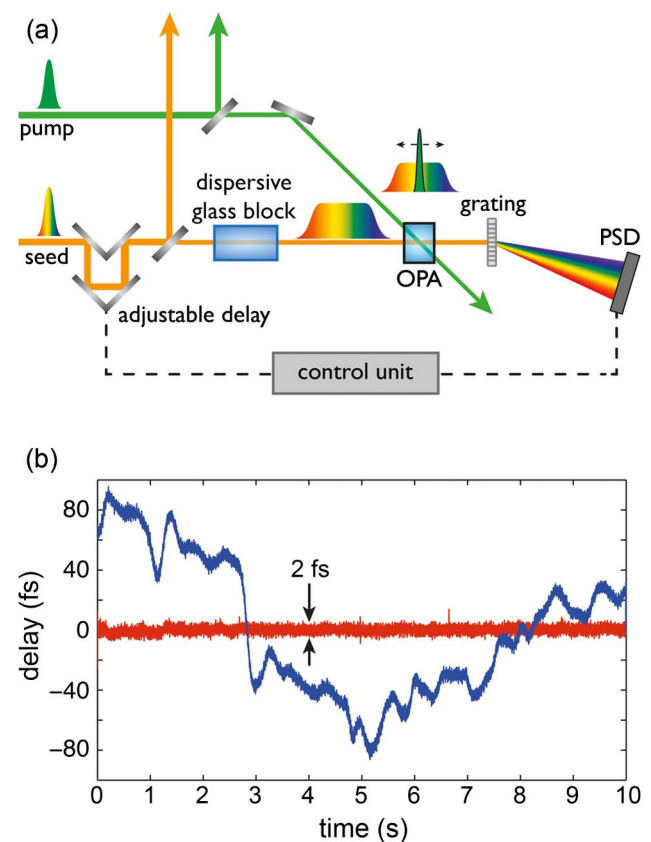 (a)
pump
seed
dispersive
glass block
adjustable delay
OPA
grating
PSD
control unit
(b)
delay (fs)
80
40
0
−40
−80
2 fs
0 1 2 3 4 5 6 7 8 9 10
time (s)